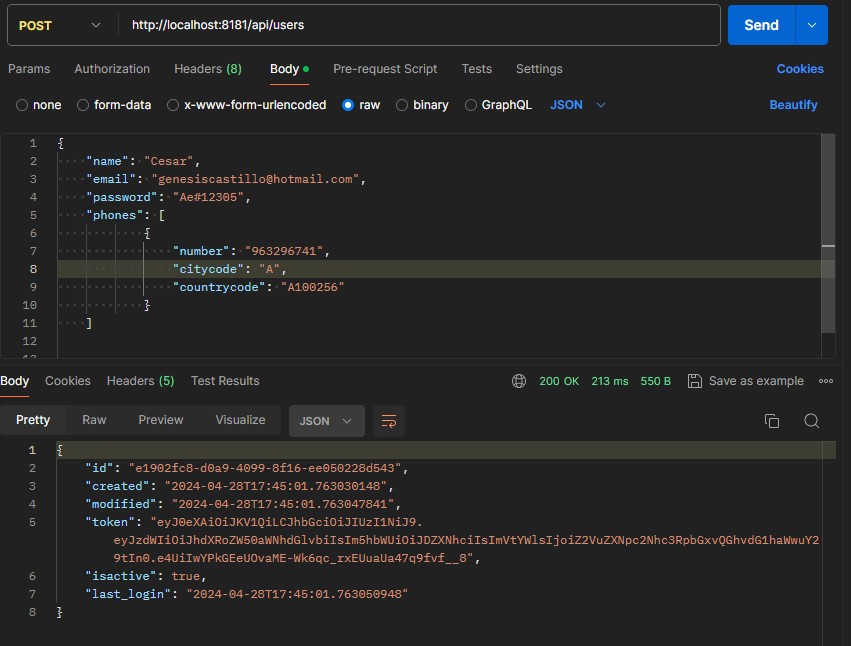 POST http://localhost:8181/api/users Send
Params Authorization Headers (8) Body Pre-request Script Tests Settings Cookies
none form-data x-www-form-urlencoded raw binary GraphQL JSON Beautify
1 {
2 "name": "Cesar",
3 "email": "genesiscastillo@hotmail.com",
4 "password": "Ae#12305",
5 "phones": [
6 {
7 "number": "963296741",
8 "citycode": "A",
9 "countrycode": "A100256"
10 }
11 ]
12
Body Cookies Headers (5) Test Results 200 OK 213 ms 550 B Save as example
Pretty Raw Preview Visualize JSON
1 {
2 "id": "e1902fc8-d0a9-4099-8f16-ee050228d543",
3 "created": "2024-04-28T17:45:01.763030148",
4 "modified": "2024-04-28T17:45:01.763047841",
5 "token": "eyJ0eXAiOiJKV1QiLCJhbGciOiJIUzI1NiJ9.
eyJzdWIiOiJhdXRoZW50aWNhdGlvbiIsIm5hbWUiOiJDZXNhciIsImVtYWlsIjoiZ2VuZXNpc2Nhc3RpbGxvQGhvdG1haWwuY2
9tIn0.e4UiIwYPkGEeUOvaME-Wk6qc_rxEUuaUa47q9fvf__8",
6 "isactive": true,
7 "last_login": "2024-04-28T17:45:01.763050948"
8 }